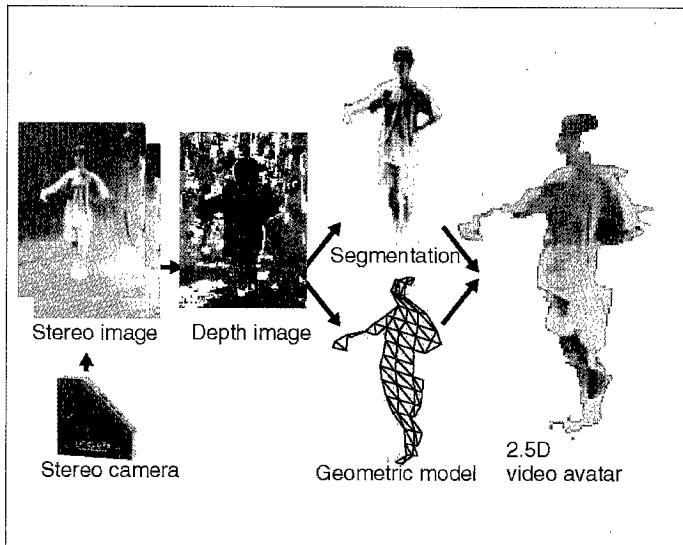 Stereo image
Depth image
Segmentation
Stereo camera
Geometric model
2.5D
video avatar